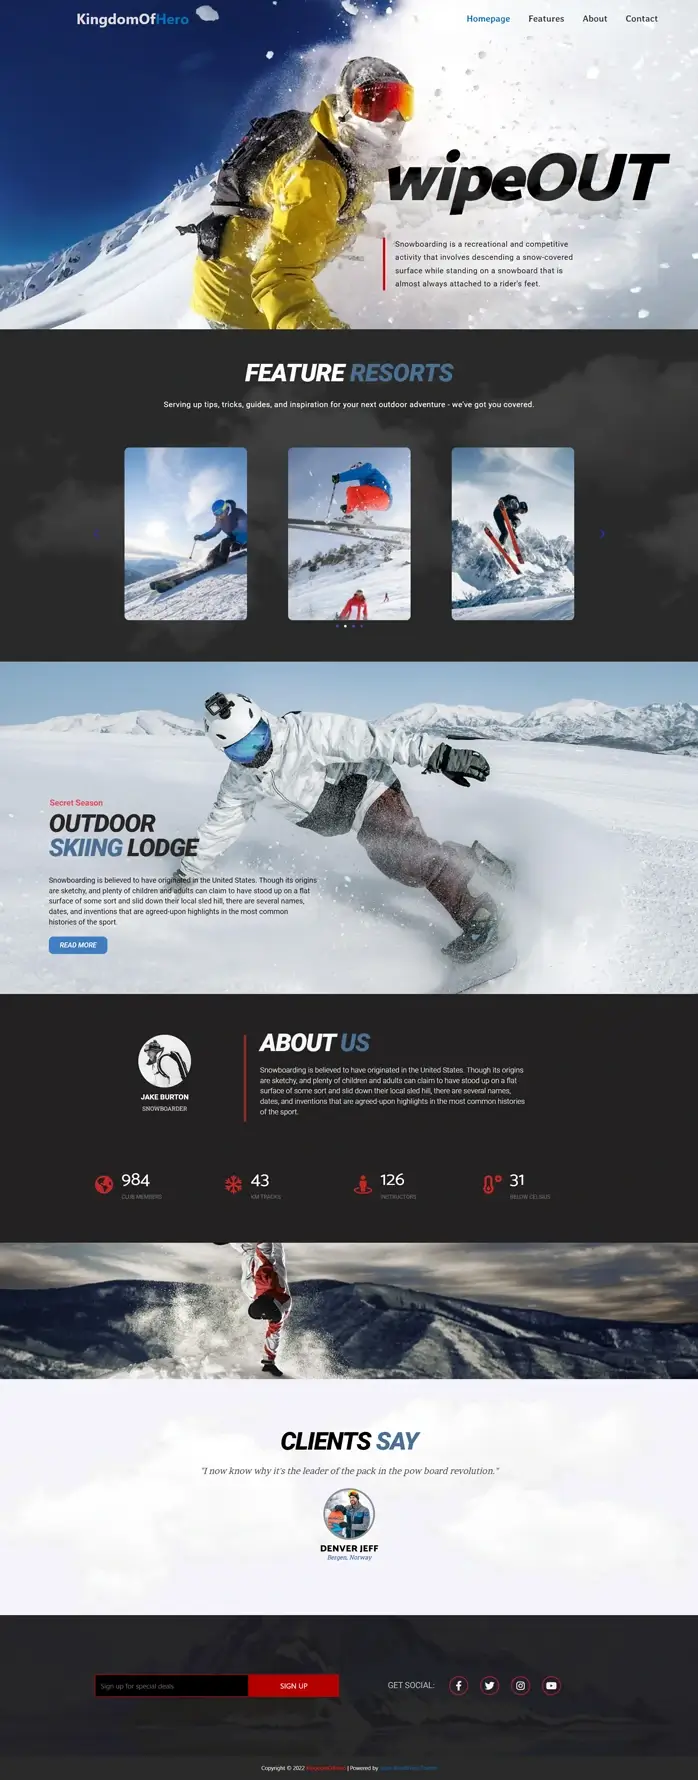 KingdomOfHero
Homepage Features About Contact
wipeOUT
Snowboarding is a recreational and competitive
activity that involves descending a snow-covered
surface while standing on a snowboard that is
almost always attached to a rider's feet.
FEATURE RESORTS
Serving up tips, tricks, guides, and inspiration for your next outdoor adventure - we've got you covered.
Secret Season
OUTDOOR
SKIING LODGE
Snowboarding is believed to have originated in the United States. Though its origins
are sketchy, and plenty of children and adults can claim to have stood up on a flat
surface of some sort and slid down their local sled hill, there are several names,
dates, and inventions that are agreed-upon highlights in the most common
histories of the sport.
READ MORE
JAKE BURTON
SNOWBOARDER
ABOUT US
Snowboarding is believed to have originated in the United States. Though its origins
are sketchy, and plenty of children and adults can claim to have stood up on a flat
surface of some sort and slid down their local sled hill, there are several names,
dates, and inventions that are agreed-upon highlights in the most common histories
of the sport.
984
CLUB MEMBERS
43
KM TRACKS
126
INSTRUCTORS
31
BELOW CELSIUS
CLIENTS SAY
"I now know why it's the leader of the pack in the pow board revolution."
DENVER JEFF
Bergen, Norway
Sign up for special deals
SIGN UP
GET SOCIAL:
Copyright © 2022 KingdomOfHero | Powered by